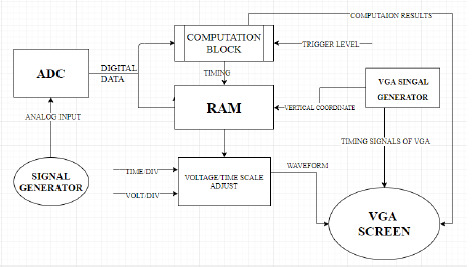 COMPUTAION RESULTS
COMPUTATION
BLOCK
TRIGGER LEVEL
ADC
DIGITAL
DATA
TIMING
VGA SINGAL
GENERATOR
RAM
VERTICAL COORDINATE
ANALOG INPUT
TIMING SIGNALS OF VGA
SIGNAL
GENERATOR
TIME/DIV
VOLT/DIV
VOLTAGE/TIME SCALE
ADJUST
WAVEFORM
VGA
SCREEN